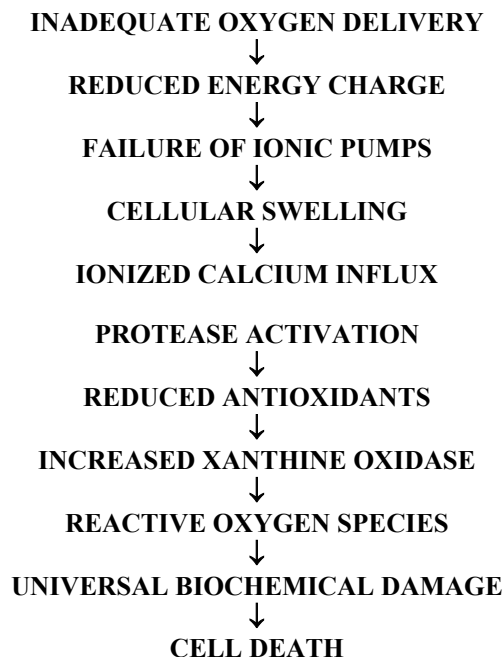 INADEQUATE OXYGEN DELIVERY
↓
REDUCED ENERGY CHARGE
↓
FAILURE OF IONIC PUMPS
↓
CELLULAR SWELLING
↓
IONIZED CALCIUM INFLUX
PROTEASE ACTIVATION
↓
REDUCED ANTIOXIDANTS
↓
INCREASED XANTHINE OXIDASE
↓
REACTIVE OXYGEN SPECIES
↓
UNIVERSAL BIOCHEMICAL DAMAGE
↓
CELL DEATH